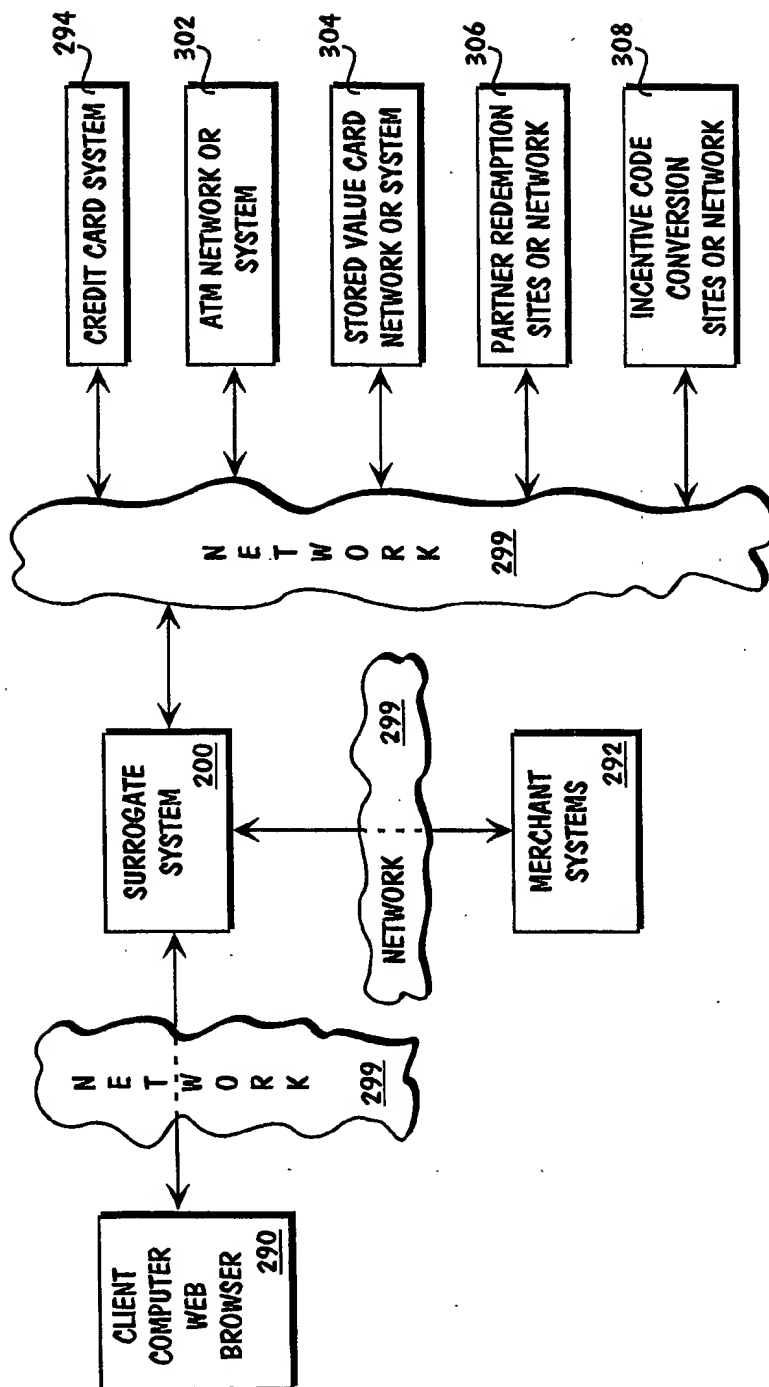 CLIENT
COMPUTER
WEB
BROWSER
290
NETWORK
299
SURROGATE
SYSTEM
200
NETWORK
299
MERCHANT
SYSTEMS
292
NETWORK
299
CREDIT CARD SYSTEM
294
ATM NETWORK OR
SYSTEM
302
STORED VALUE CARD
NETWORK OR SYSTEM
304
PARTNER REDEMPTION
SITES OR NETWORK
306
INCENTIVE CODE
CONVERSION
SITES OR NETWORK
308